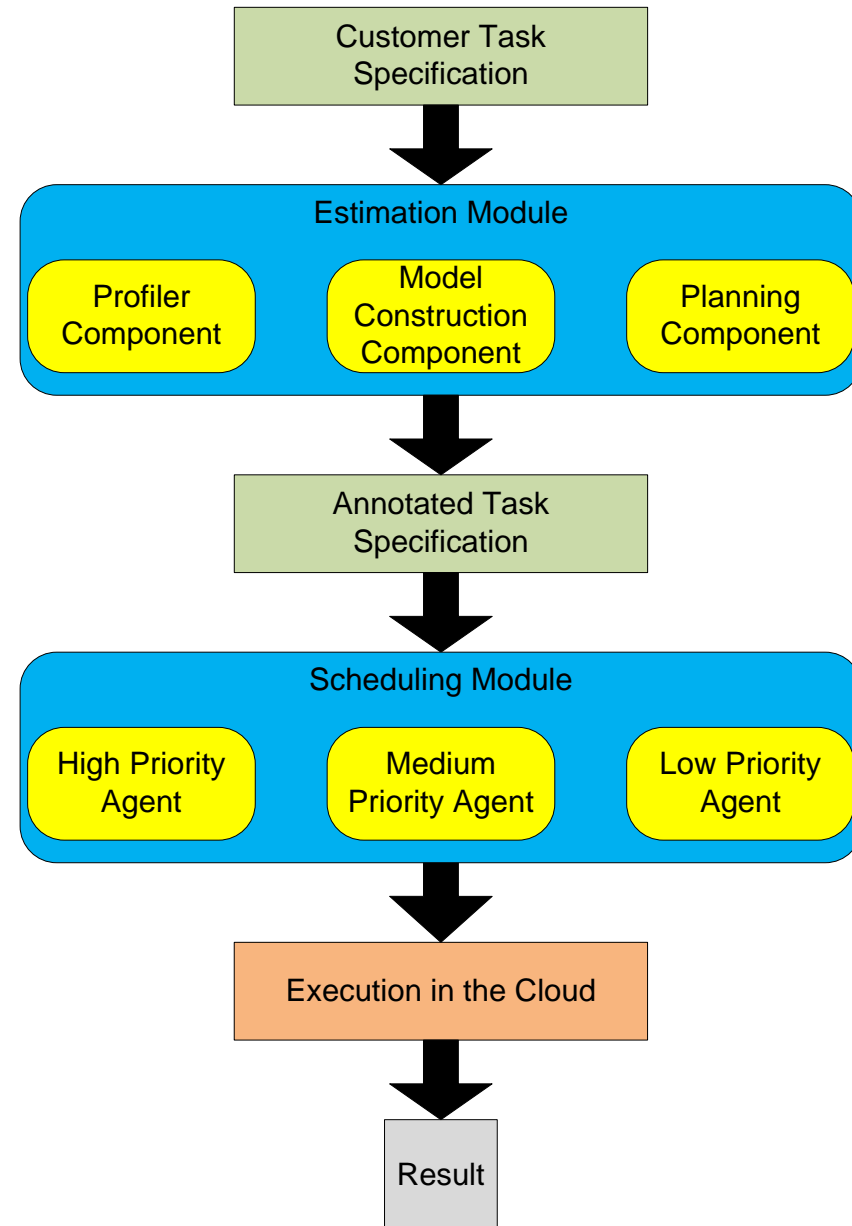 Customer Task
Specification
Estimation Module
Profiler
Component
Model
Construction
Component
Planning
Component
Annotated Task
Specification
Scheduling Module
High Priority
Agent
Medium
Priority Agent
Low Priority
Agent
Execution in the Cloud
Result